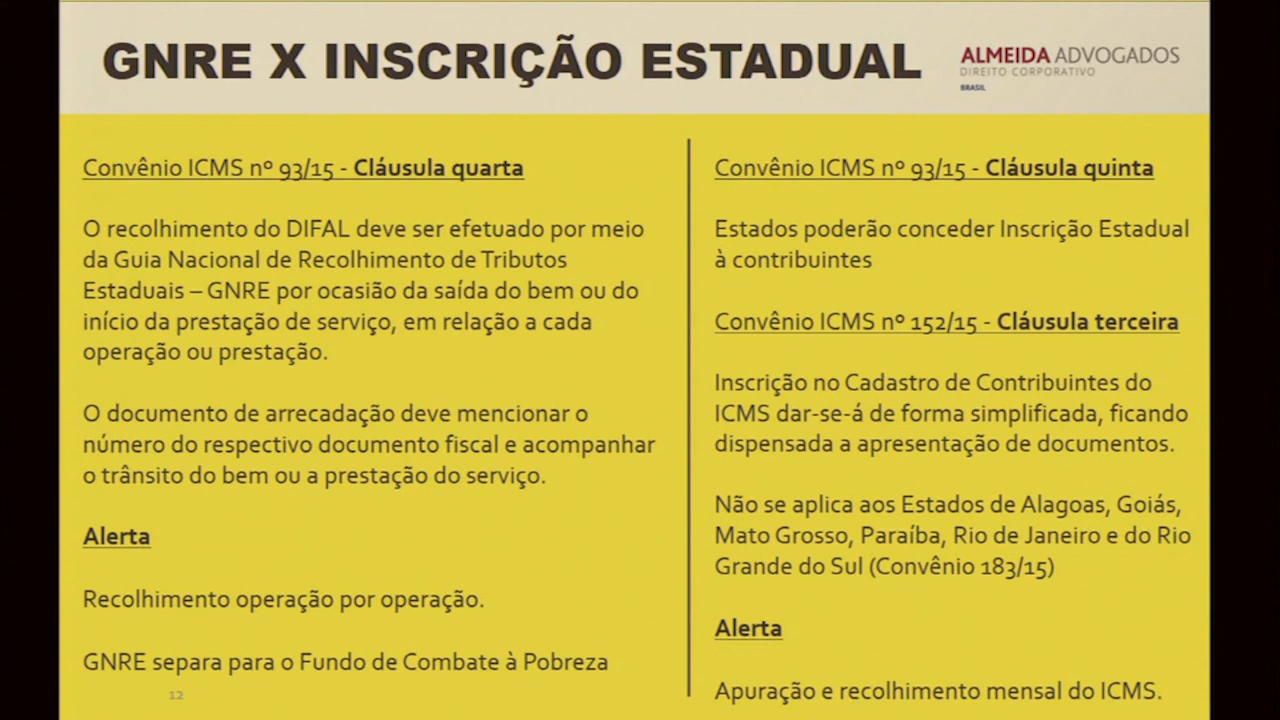 GNRE X INSCRIÇÃO ESTADUAL
ALMEIDA ADVOGADOS
DIREITO CORPORATIVO
BRASIL
Convênio ICMS nº 93/15 - Cláusula quarta
O recolhimento do DIFAL deve ser efetuado por meio
da Guia Nacional de Recolhimento de Tributos
Estaduais – GNRE por ocasião da saída do bem ou do
início da prestação de serviço, em relação a cada
operação ou prestação.
O documento de arrecadação deve mencionar o
número do respectivo documento fiscal e acompanhar
o trânsito do bem ou a prestação do serviço.
Alerta
Recolhimento operação por operação.
GNRE separa para o Fundo de Combate à Pobreza
12
Convênio ICMS nº 93/15 - Cláusula quinta
Estados poderão conceder Inscrição Estadual
à contribuintes
Convênio ICMS nº 152/15 - Cláusula terceira
Inscrição no Cadastro de Contribuintes do
ICMS dar-se-á de forma simplificada, ficando
dispensada a apresentação de documentos.
Não se aplica aos Estados de Alagoas, Goiás,
Mato Grosso, Paraíba, Rio de Janeiro e do Rio
Grande do Sul (Convênio 183/15)
Alerta
Apuração e recolhimento mensal do ICMS.